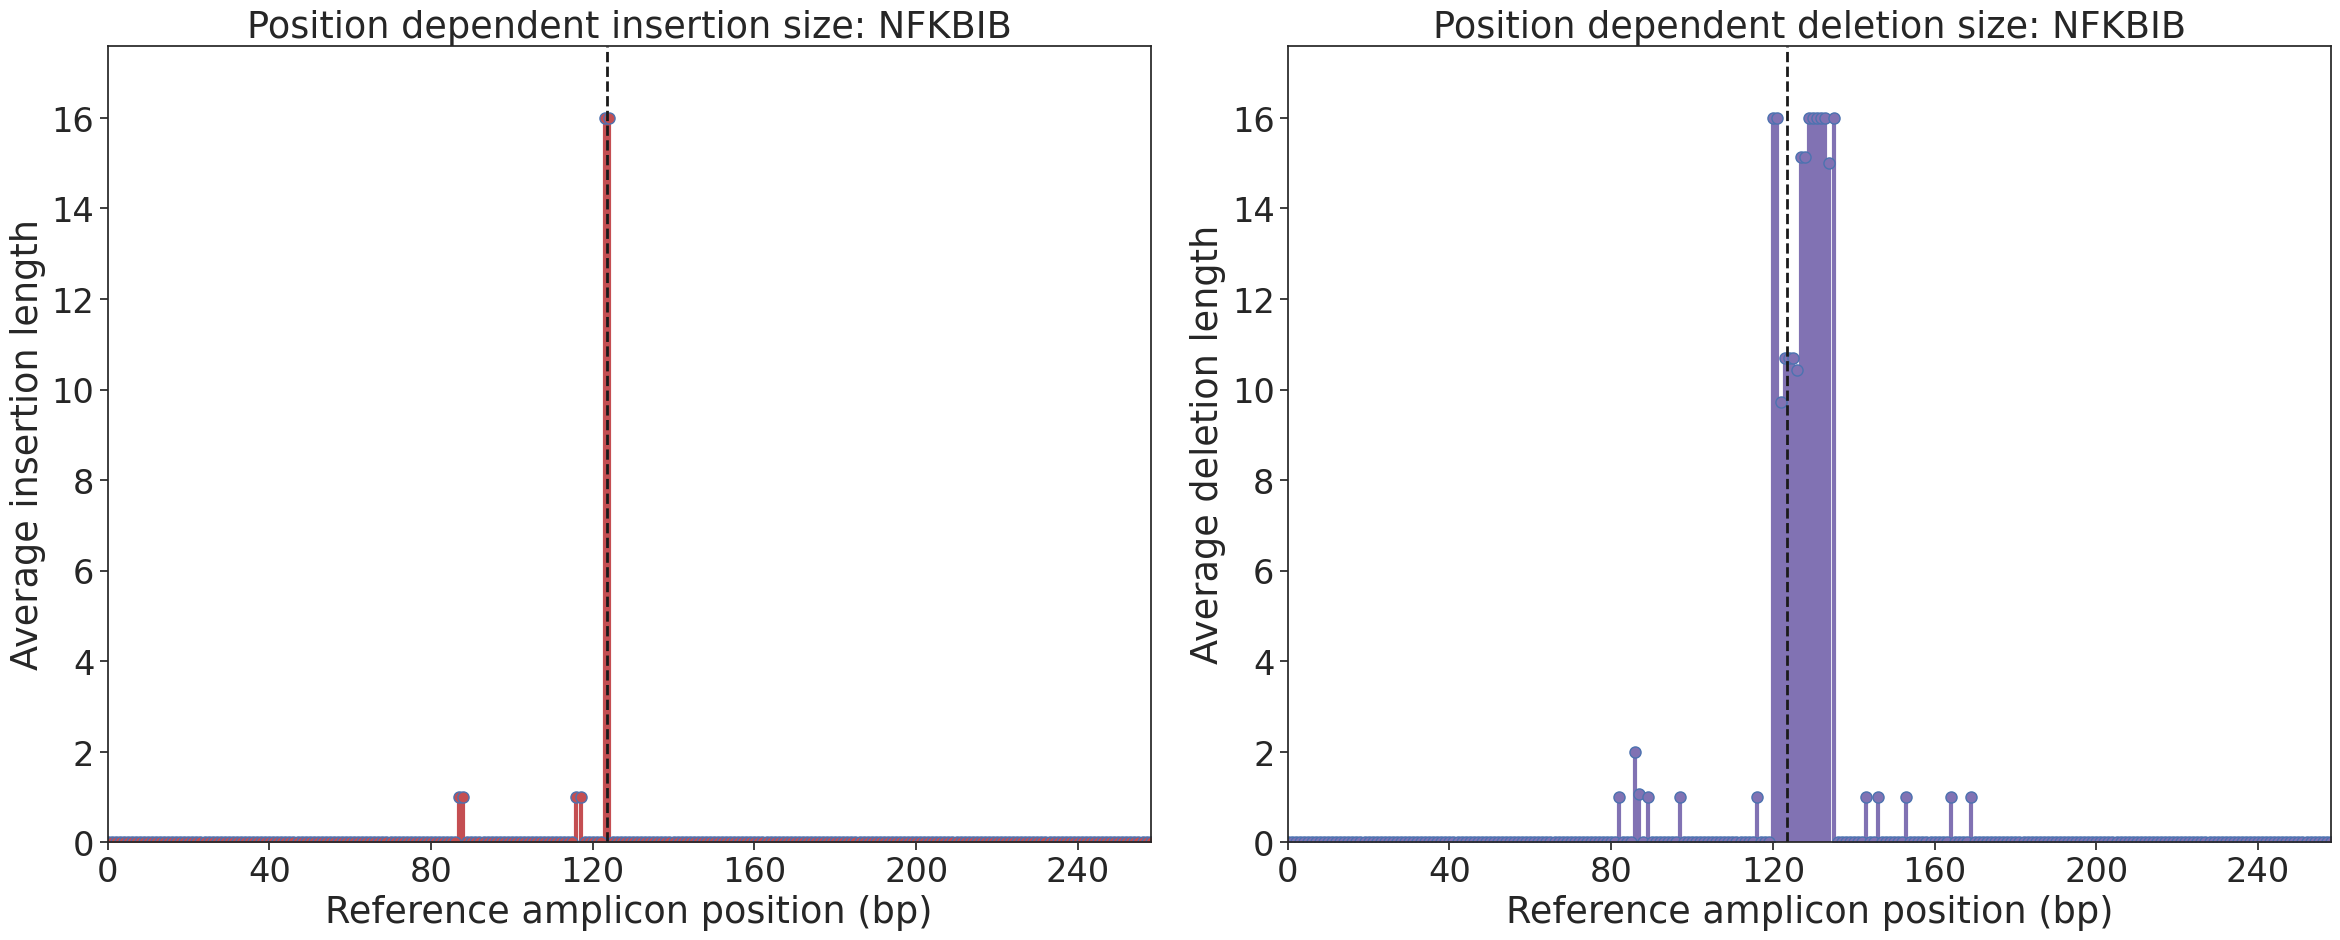 Position dependent insertion size: NFKBIB
Average insertion length
16
14
12
10
8
6
4
2
0
0 40 80 120 160 200 240
Reference amplicon position (bp)
Position dependent deletion size: NFKBIB
Average deletion length
16
14
12
10
8
6
4
2
0
0 40 80 120 160 200 240
Reference amplicon position (bp)